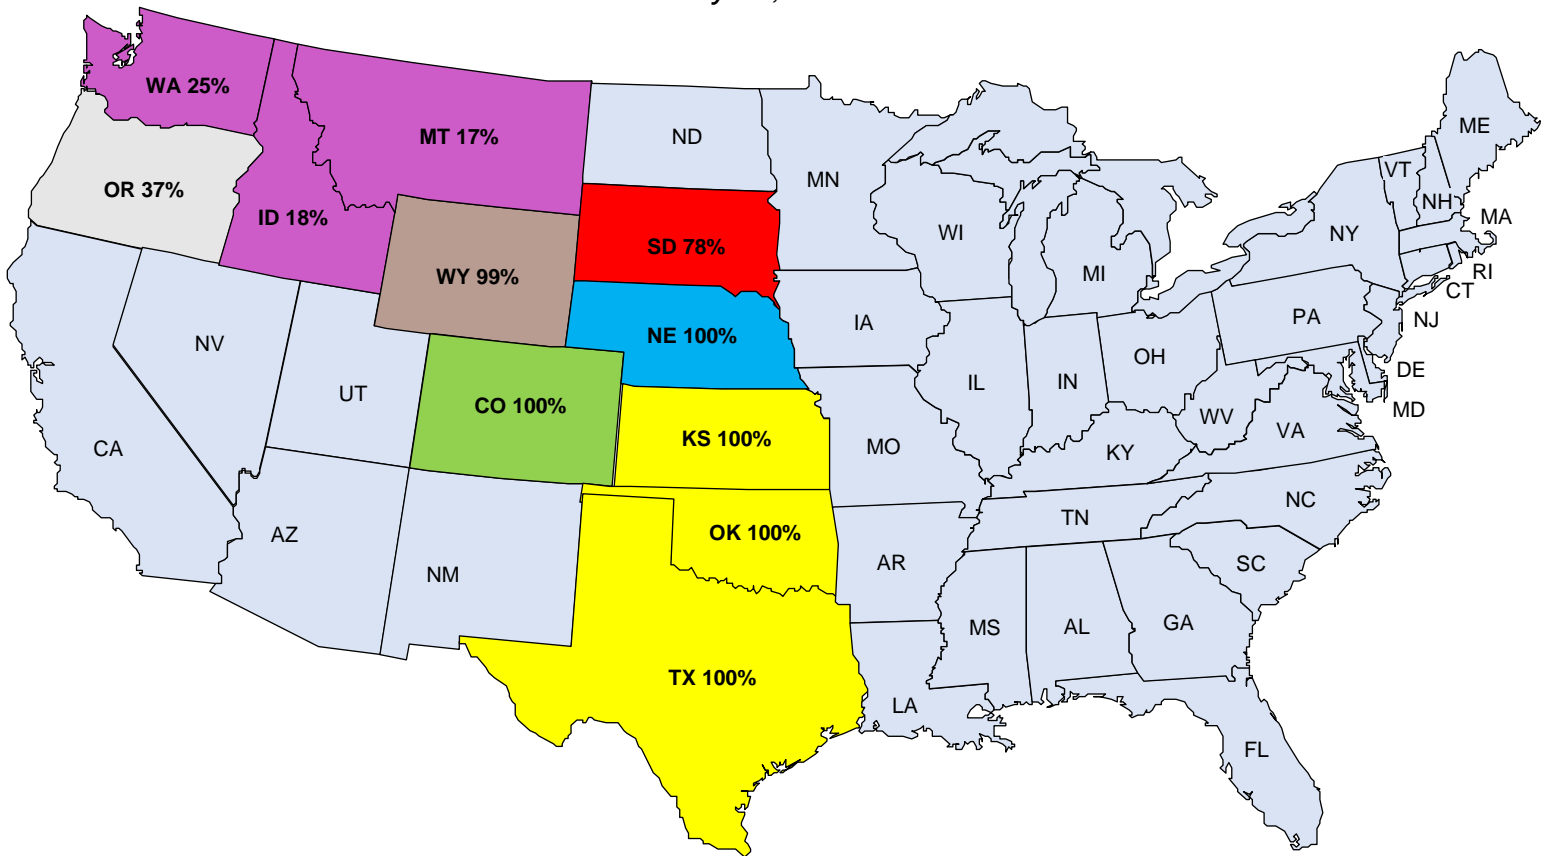 WA 25%
MT 17%
ND
ME
OR 37%
ID 18%
MN
VT
NH
MA
SD 78%
WI
NY
WY 99%
MI
RI
CT
NV
NE 100%
IA
PA
NJ
UT
CO 100%
IL
IN
OH
DE
MD
CA
KS 100%
MO
KY
WV
VA
AZ
OK 100%
TN
NC
NM
AR
SC
MS
AL
GA
TX 100%
LA
FL